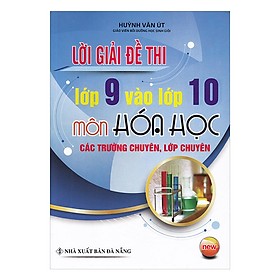 HUỲNH VĂN ÚT
GIÁO VIÊN BỒI DƯỠNG HỌC SINH GIỎI
LỜI GIẢI ĐỀ THI
lớp 9 vào lớp 10
môn HÓA HỌC
CÁC TRƯỜNG CHUYÊN, LỚP CHUYÊN
new
NHÀ XUẤT BẢN ĐÀ NẴNG